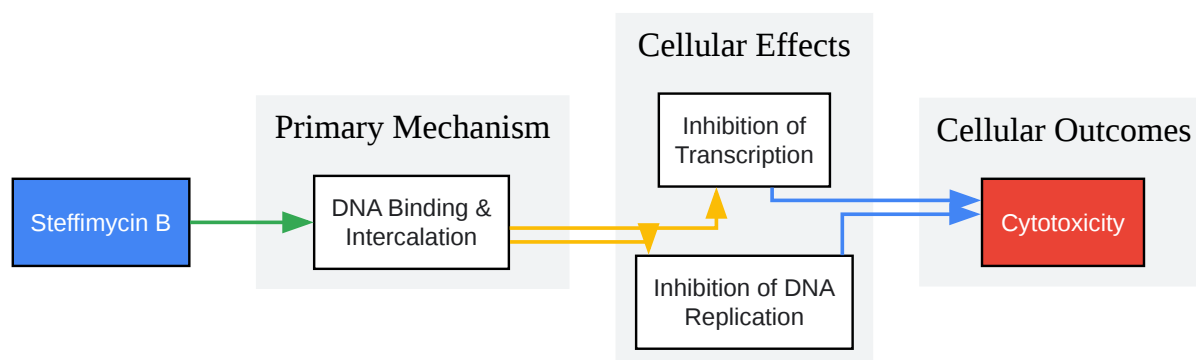 Steffimycin B
Primary Mechanism
DNA Binding &
Intercalation
Cellular Effects
Inhibition of
Transcription
Inhibition of DNA
Replication
Cellular Outcomes
Cytotoxicity